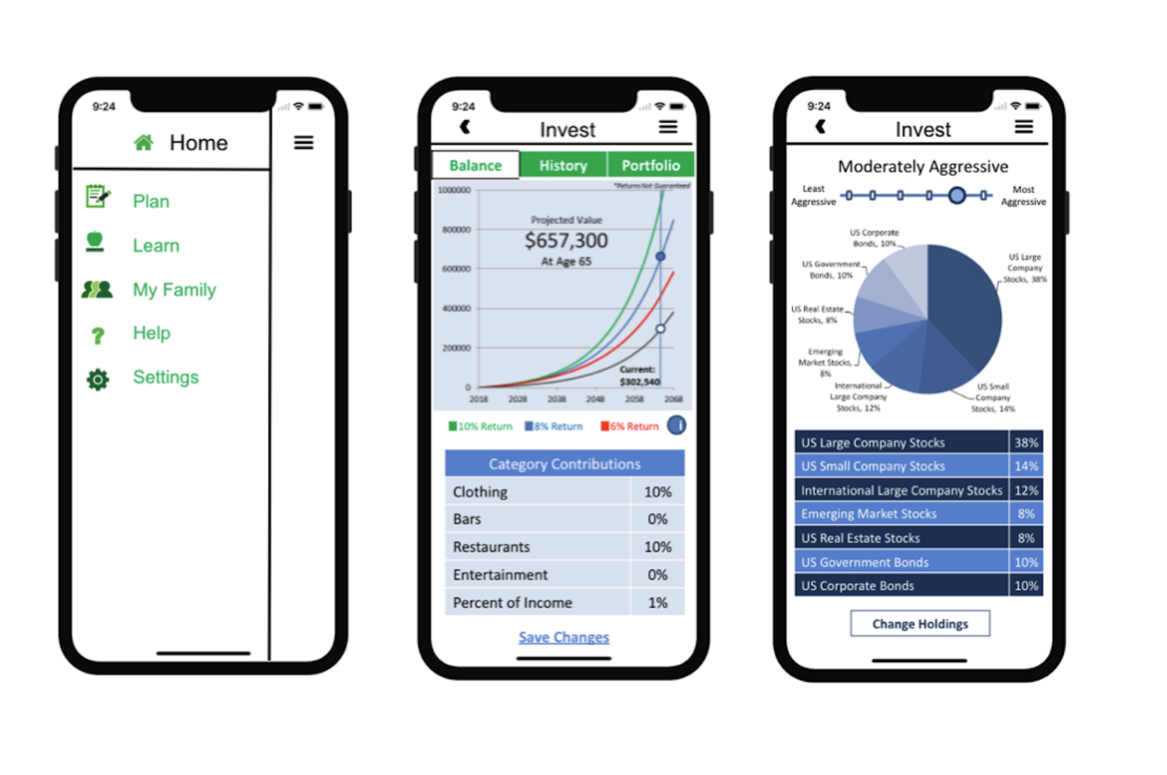 9:24
Home
Plan
Learn
My Family
Help
Settings
9:24
Invest
Balance History Portfolio
*Returns Not Guaranteed
1000000
800000
600000
400000
200000
0
Projected Value
$657,300
At Age 65
Current:
$302,540
2018 2028 2038 2048 2058 2068
10% Return 8% Return 6% Return i
Category Contributions
Clothing 10%
Bars 0%
Restaurants 10%
Entertainment 0%
Percent of Income 1%
Save Changes
9:24
Invest
Moderately Aggressive
Least
Aggressive
Most
Aggressive
US Corporate
Bonds, 10%
US Government
Bonds, 10%
US Real Estate
Stocks, 8%
Emerging
Market Stocks,
8%
International
Large Company
Stocks, 12%
US Small
Company
Stocks, 14%
US Large
Company
Stocks, 38%
US Large Company Stocks 38%
US Small Company Stocks 14%
International Large Company Stocks 12%
Emerging Market Stocks 8%
US Real Estate Stocks 8%
US Government Bonds 10%
US Corporate Bonds 10%
Change Holdings